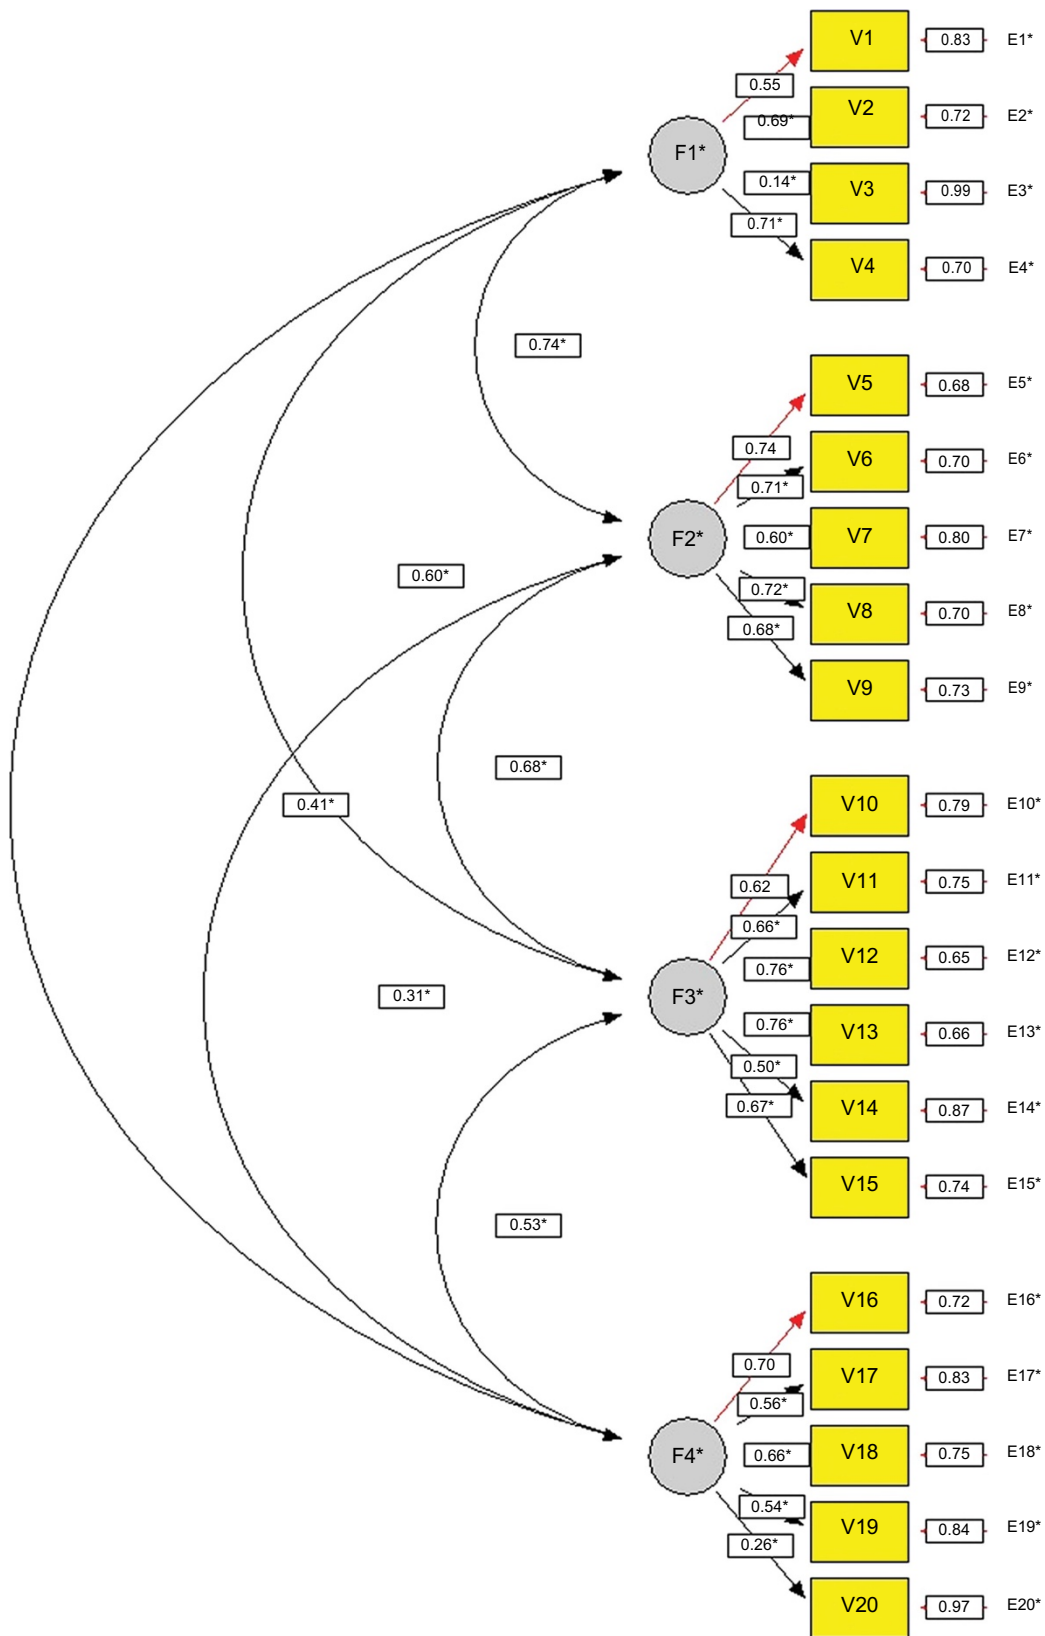 V1
0.83
E1*
0.55
V2
0.72
E2*
0.69*
F1*
V3
0.99
E3*
0.14*
0.71*
V4
0.70
E4*
0.74*
V5
0.68
E5*
0.74
V6
0.70
E6*
0.71*
F2*
0.60*
V7
0.80
E7*
0.60*
0.72*
V8
0.70
E8*
0.68*
V9
0.73
E9*
0.68*
0.41*
V10
0.79
E10*
0.62
V11
0.75
E11*
0.66*
V12
0.65
E12*
0.76*
F3*
0.31*
0.76*
V13
0.66
E13*
0.50*
V14
0.87
E14*
0.67*
V15
0.74
E15*
0.53*
V16
0.72
E16*
0.70
V17
0.83
E17*
0.56*
F4*
0.66*
V18
0.75
E18*
0.54*
V19
0.84
E19*
0.26*
V20
0.97
E20*